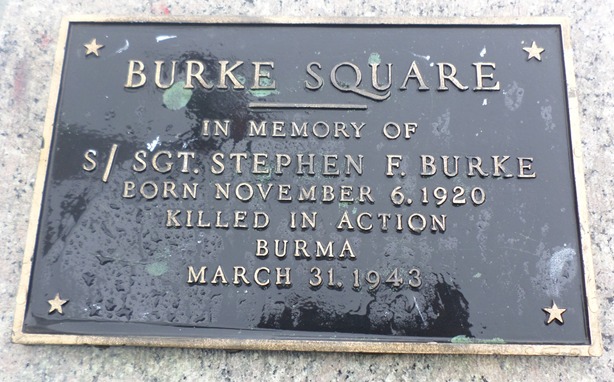 BURKE SQUARE
IN MEMORY OF
S/SGT. STEPHEN F. BURKE
BORN NOVEMBER 6, 1920
KILLED IN ACTION
BURMA
MARCH 31, 1943